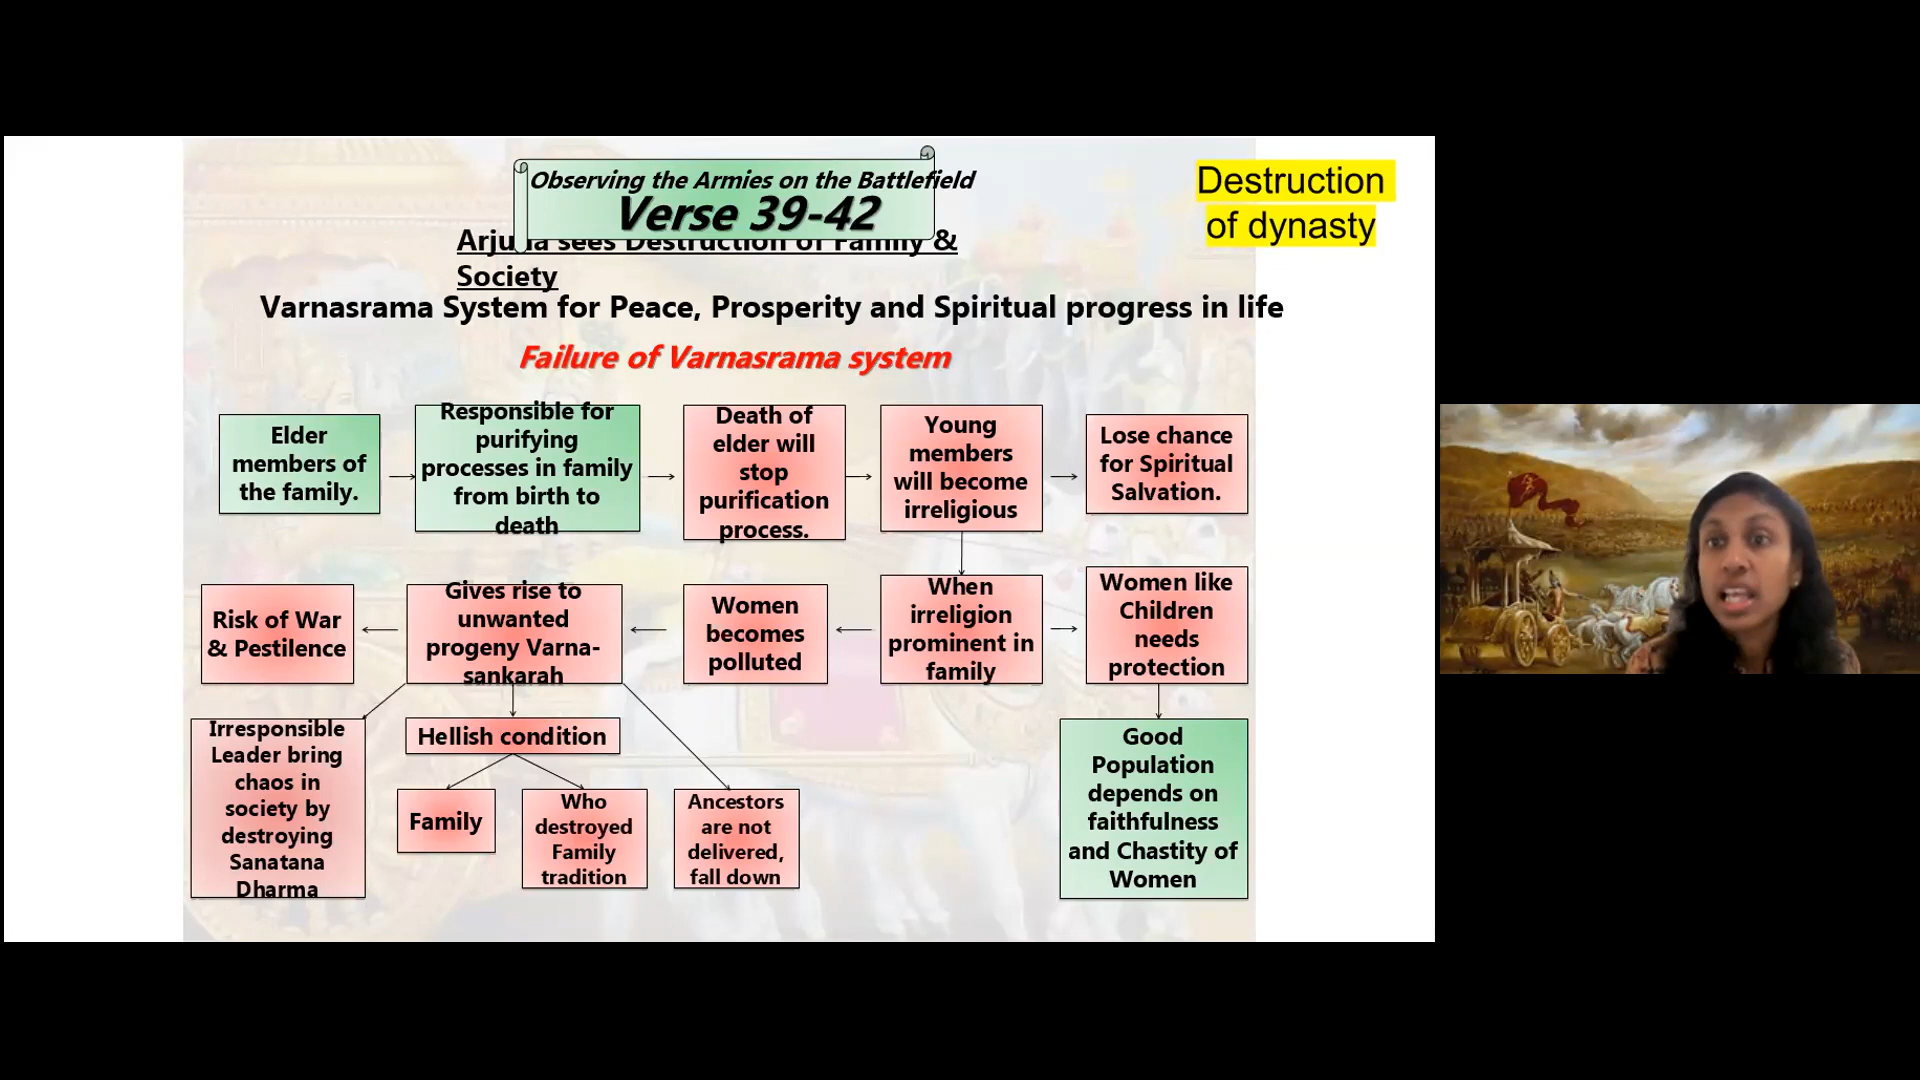 Observing the Armies on the Battlefield
Verse 39-42
Destruction
of dynasty
Arjuna sees Destruction of Family &
Society
Varnasrama System for Peace, Prosperity and Spiritual progress in life
Failure of Varnasrama system
Elder
members of
the family.
Responsible for
purifying
processes in family
from birth to
death
Death of
elder will
stop
purification
process.
Young
members
will become
irreligious
Lose chance
for Spiritual
Salvation.
Risk of War
& Pestilence
Gives rise to
unwanted
progeny Varna-
sankarah
Women
becomes
polluted
When
irreligion
prominent in
family
Women like
Children
needs
protection
Irresponsible
Leader bring
chaos in
society by
destroying
Sanatana
Dharma
Hellish condition
Family
Who
destroyed
Family
tradition
Ancestors
are not
delivered,
fall down
Good
Population
depends on
faithfulness
and Chastity of
Women